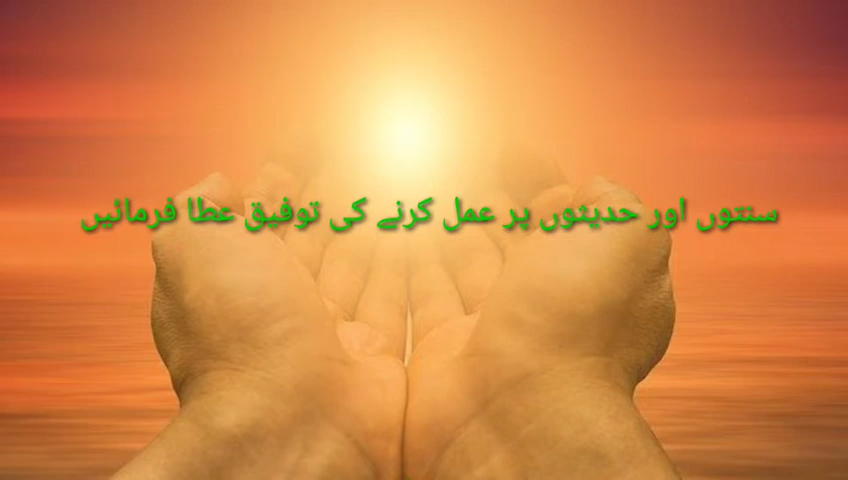 سنتوں اور حدیثوں پر عمل کرنے کی توفیق عطا فرمائیں